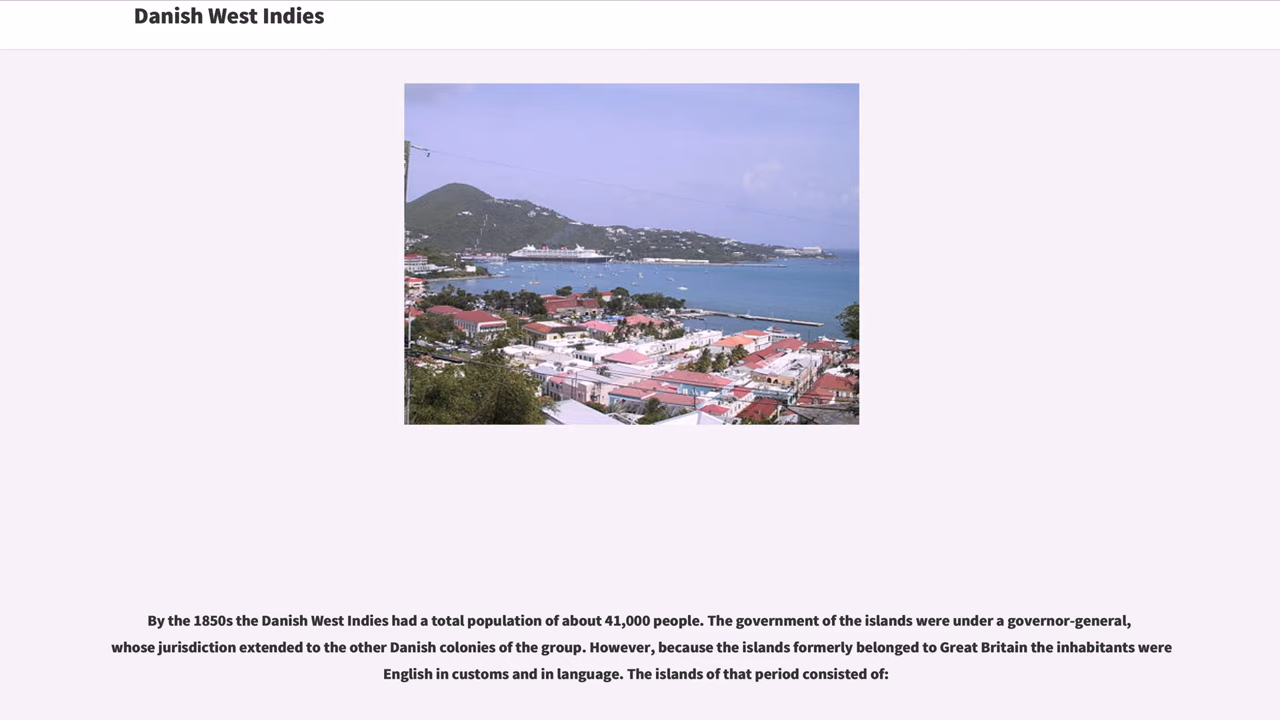 Danish West Indies
By the 1850s the Danish West Indies had a total population of about 41,000 people. The government of the islands were under a governor-general,
whose jurisdiction extended to the other Danish colonies of the group. However, because the islands formerly belonged to Great Britain the inhabitants were
English in customs and in language. The islands of that period consisted of: